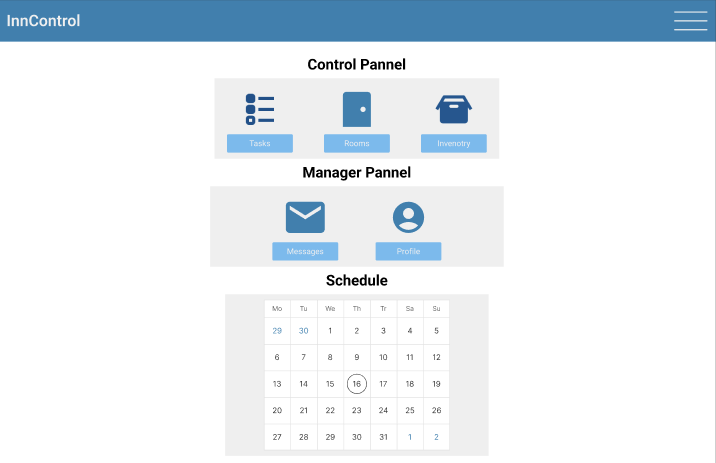 InnControl
Control Pannel
Tasks Rooms Invenotry
Manager Pannel
Messages Profile
Schedule
Mo Tu We Th Tr Sa Su
29 30 1 2 3 4 5
6 7 8 9 10 11 12
13 14 15 16 17 18 19
20 21 22 23 24 25 26
27 28 29 30 31 1 2